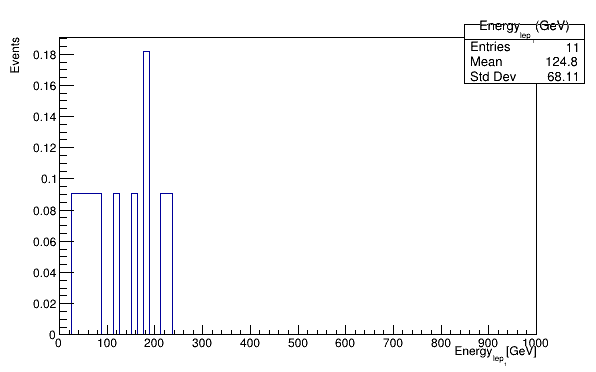 Energy_lep_1 (GeV)
Entries 11
Mean 124.8
Std Dev 68.11
Events
0.18
0.16
0.14
0.12
0.1
0.08
0.06
0.04
0.02
0
0 100 200 300 400 500 600 700 800 900 1000
Energy_lep_1 [GeV]